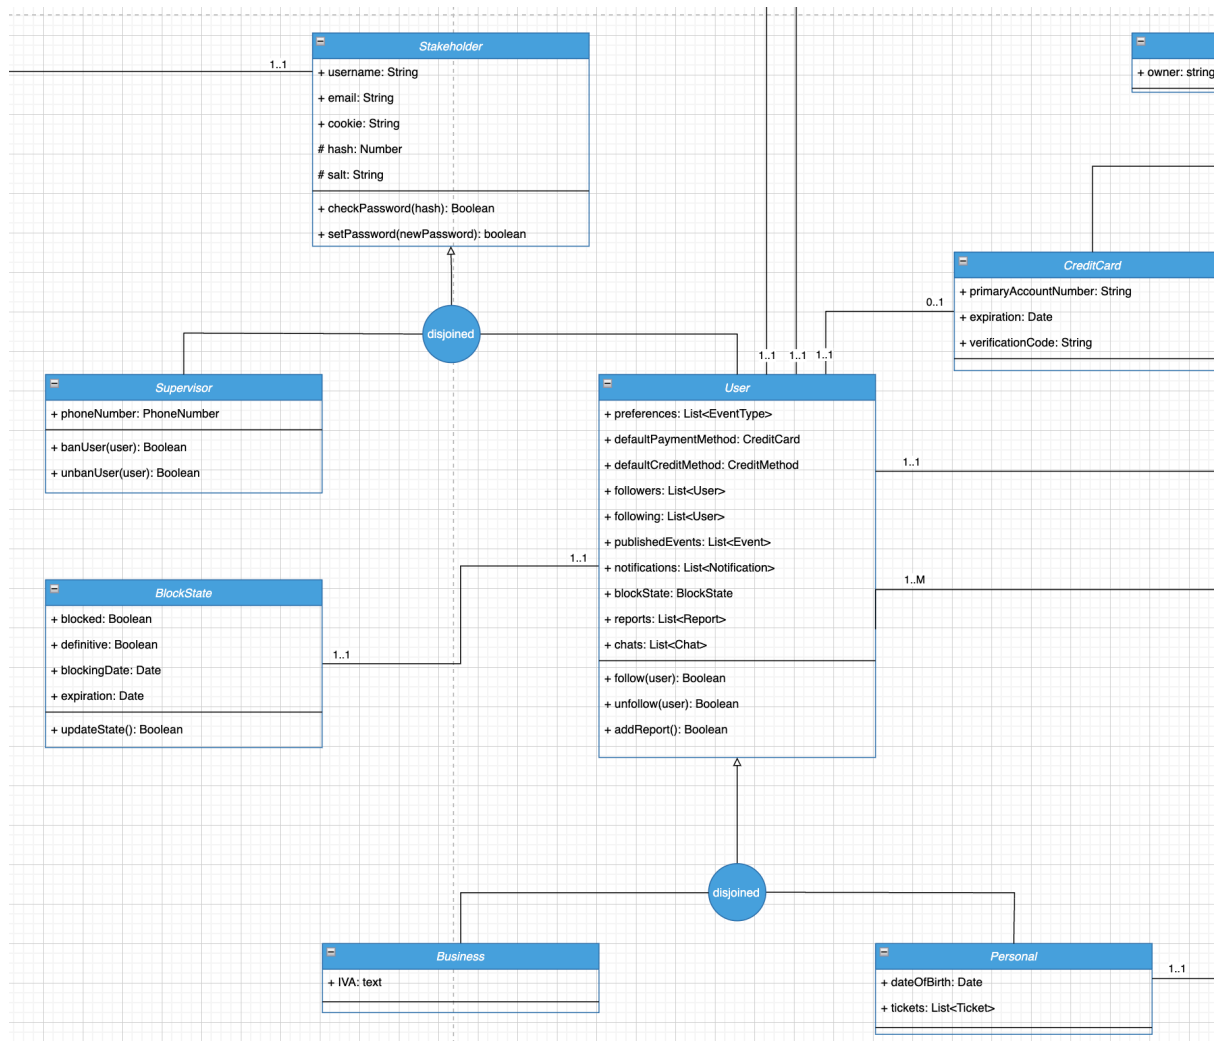 Stakeholder
1..1
+ username: String
+ email: String
+ cookie: String
# hash: Number
# salt: String
+ checkPassword(hash): Boolean
+ setPassword(newPassword): boolean
+ owner: string
CreditCard
+ primaryAccountNumber: String
+ expiration: Date
+ verificationCode: String
0..1
disjoined
1..1
1..1
1..1
Supervisor
+ phoneNumber: PhoneNumber
+ banUser(user): Boolean
+ unbanUser(user): Boolean
User
+ preferences: List<EventType>
+ defaultPaymentMethod: CreditCard
+ defaultCreditMethod: CreditMethod
+ followers: List<User>
+ following: List<User>
+ publishedEvents: List<Event>
+ notifications: List<Notification>
+ blockState: BlockState
+ reports: List<Report>
+ chats: List<Chat>
+ follow(user): Boolean
+ unfollow(user): Boolean
+ addReport(): Boolean
1..1
1..M
1..1
BlockState
+ blocked: Boolean
+ definitive: Boolean
+ blockingDate: Date
+ expiration: Date
+ updateState(): Boolean
1..1
disjoined
Business
+ IVA: text
Personal
+ dateOfBirth: Date
+ tickets: List<Ticket>
1..1